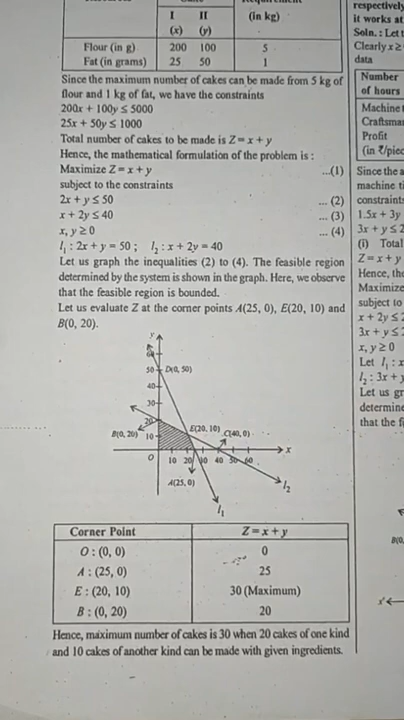 I II (in kg)
(x) (y)
Flour (in g) 200 100 5
Fat (in grams) 25 50 1
Since the maximum number of cakes can be made from 5 kg of
flour and 1 kg of fat, we have the constraints
200x + 100y ≤ 5000
25x + 50y ≤ 1000
Total number of cakes to be made is Z = x + y
Hence, the mathematical formulation of the problem is :
Maximize Z = x + y ...(1)
subject to the constraints
2x + y ≤ 50 ... (2)
x + 2y ≤ 40 ... (3)
x, y ≥ 0 ... (4)
l₁ : 2x + y = 50 ; l₂ : x + 2y = 40
Let us graph the inequalities (2) to (4). The feasible region
determined by the system is shown in the graph. Here, we observe
that the feasible region is bounded.
Let us evaluate Z at the corner points A(25, 0), E(20, 10) and
B(0, 20).
y
50 D(0, 50)
40
30
20
E(20, 10)
B(0, 20) 10 C(40, 0)
x
O 10 20 30 40 50 60
A(25, 0)
l₂
l₁
Corner Point Z = x + y
O : (0, 0) 0
A : (25, 0) 25
E : (20, 10) 30 (Maximum)
B : (0, 20) 20
Hence, maximum number of cakes is 30 when 20 cakes of one kind
and 10 cakes of another kind can be made with given ingredients.
respectively
it works at
Soln. : Let
Clearly x ≥
data
Number
of hours
Machine
Craftsma
Profit
(in ₹/piec
Since the
machine
constraint
1.5x + 3y
3x + y ≤
(i) Total
Z = x + y
Hence, the
Maximize
subject to
x + 2y ≤
3x + y ≤
x, y ≥ 0
Let l₁ : x
l₂ : 3x +
Let us
determine
that the
B(0,
x'